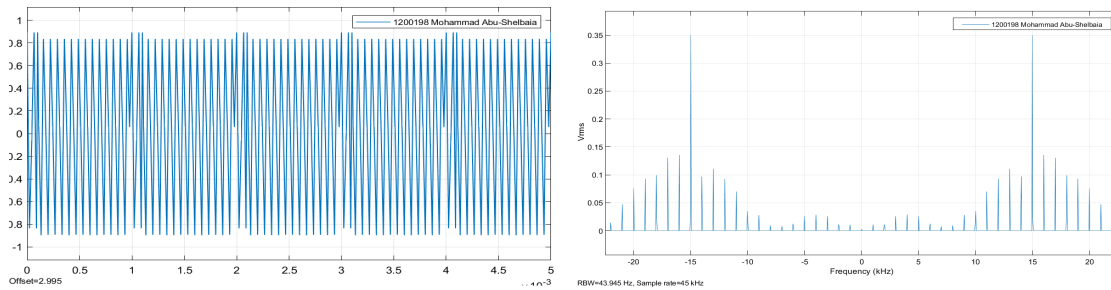 1200198 Mohammad Abu-Shelbaia
1
0.8
0.6
0.4
0.2
0
0.2
0.4
0.6
0.8
-1
0 0.5 1 1.5 2 2.5 3 3.5 4 4.5 5
Offset=2.995
×10-3
1200198 Mohammad Abu-Shelbaia
0.35
0.3
0.25
0.2
0.15
0.1
0.05
0
Vrms
-20 -15 -10 -5 0 5 10 15 20
Frequency (kHz)
RBW=43.945 Hz, Sample rate=45 kHz